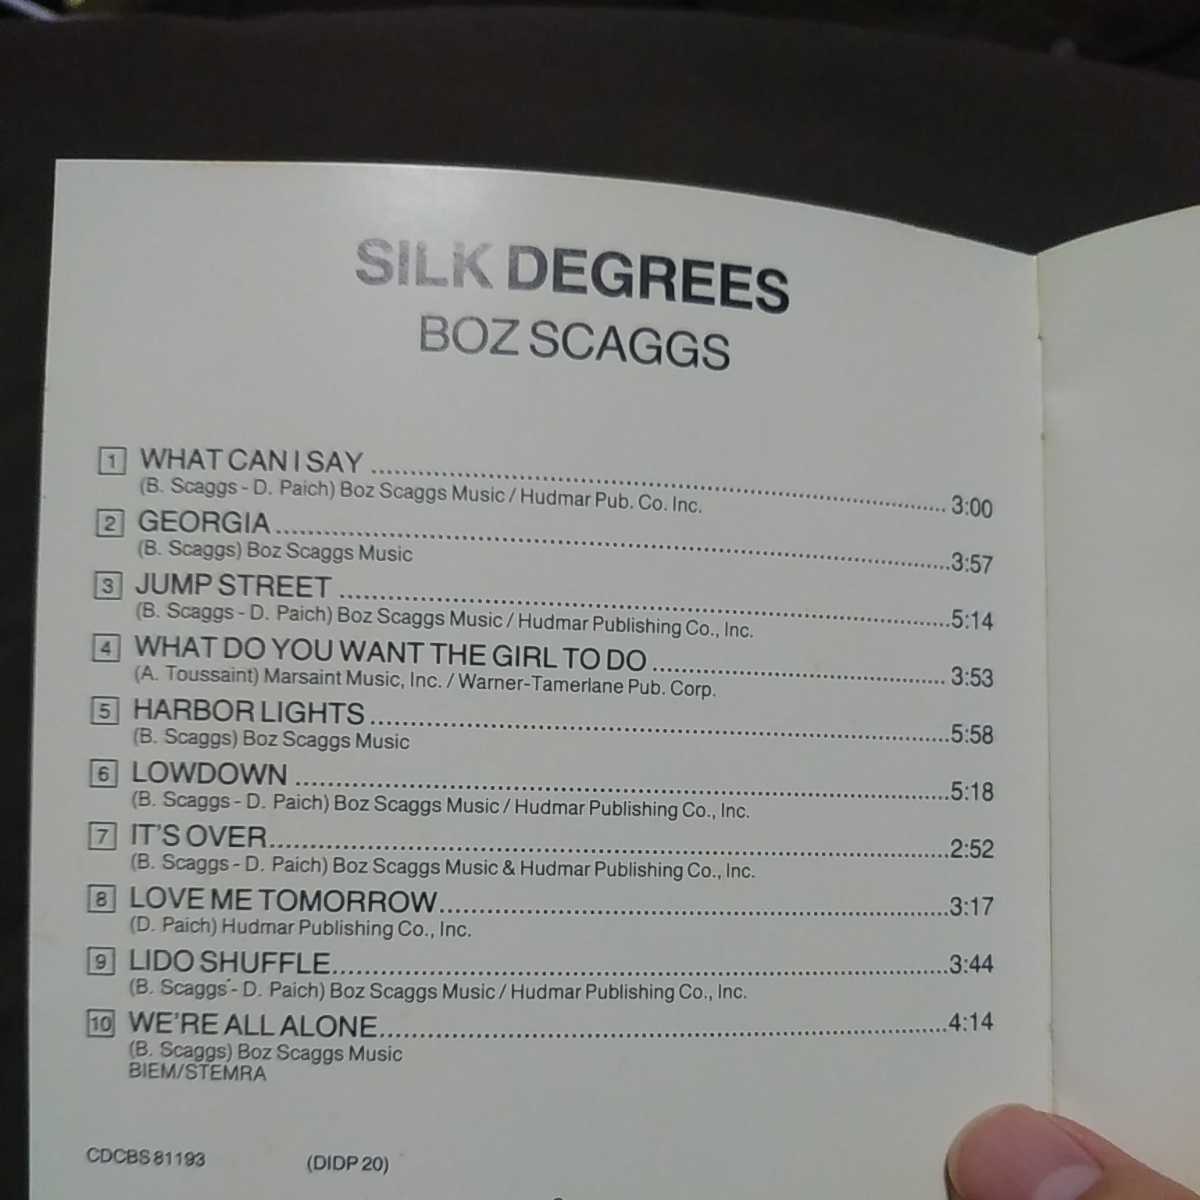 SILK DEGREES
BOZ SCAGGS
1 WHAT CAN I SAY ........ 3:00
(B. Scaggs - D. Paich) Boz Scaggs Music / Hudmar Pub. Co. Inc.
2 GEORGIA ........ 3:57
(B. Scaggs) Boz Scaggs Music
3 JUMP STREET ........ 5:14
(B. Scaggs - D. Paich) Boz Scaggs Music / Hudmar Publishing Co., Inc.
4 WHAT DO YOU WANT THE GIRL TO DO ........ 3:53
(A. Toussaint) Marsaint Music, Inc. / Warner-Tamerlane Pub. Corp.
5 HARBOR LIGHTS ........ 5:58
(B. Scaggs) Boz Scaggs Music
6 LOWDOWN ........ 5:18
(B. Scaggs - D. Paich) Boz Scaggs Music / Hudmar Publishing Co., Inc.
7 IT'S OVER ........ 2:52
(B. Scaggs - D. Paich) Boz Scaggs Music & Hudmar Publishing Co., Inc.
8 LOVE ME TOMORROW ........ 3:17
(D. Paich) Hudmar Publishing Co., Inc.
9 LIDO SHUFFLE ........ 3:44
(B. Scaggs - D. Paich) Boz Scaggs Music / Hudmar Publishing Co., Inc.
10 WE'RE ALL ALONE ........ 4:14
(B. Scaggs) Boz Scaggs Music
BIEM/STEMRA
CDCBS 81193 (DIDP 20)